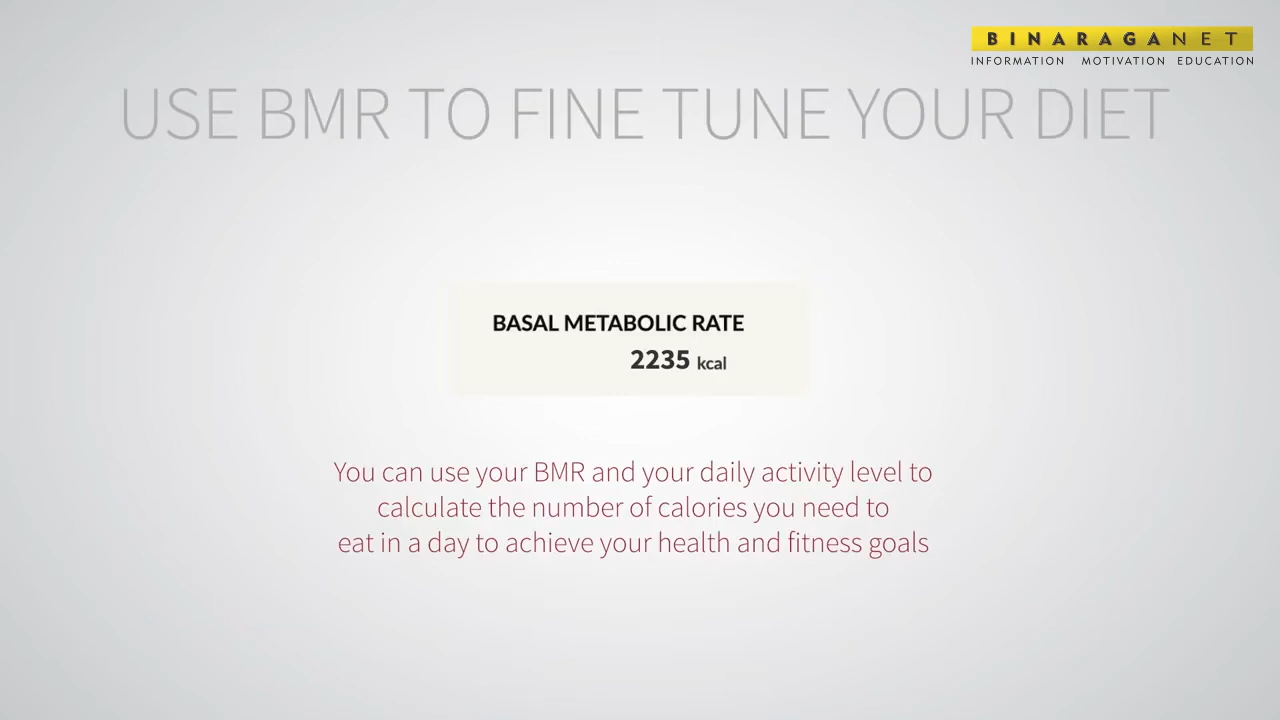 BINARAGANET
INFORMATION MOTIVATION EDUCATION
USE BMR TO FINE TUNE YOUR DIET
BASAL METABOLIC RATE
2235 kcal
You can use your BMR and your daily activity level to
calculate the number of calories you need to
eat in a day to achieve your health and fitness goals